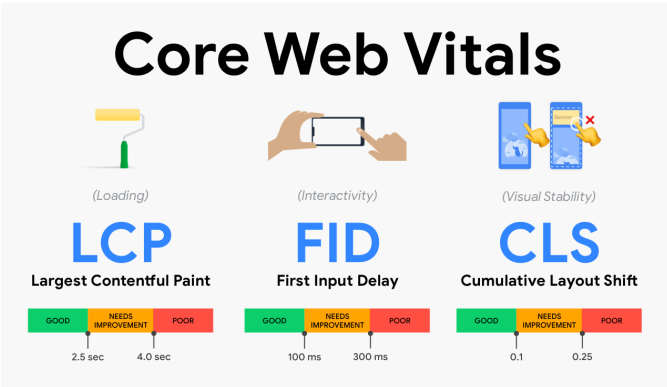 Core Web Vitals
Banner
(Loading)
(Interactivity)
(Visual Stability)
LCP
FID
CLS
Largest Contentful Paint
First Input Delay
Cumulative Layout Shift
GOOD
NEEDS
IMPROVEMENT
POOR
GOOD
NEEDS
IMPROVEMENT
POOR
GOOD
NEEDS
IMPROVEMENT
POOR
2.5 sec
4.0 sec
100 ms
300 ms
0.1
0.25